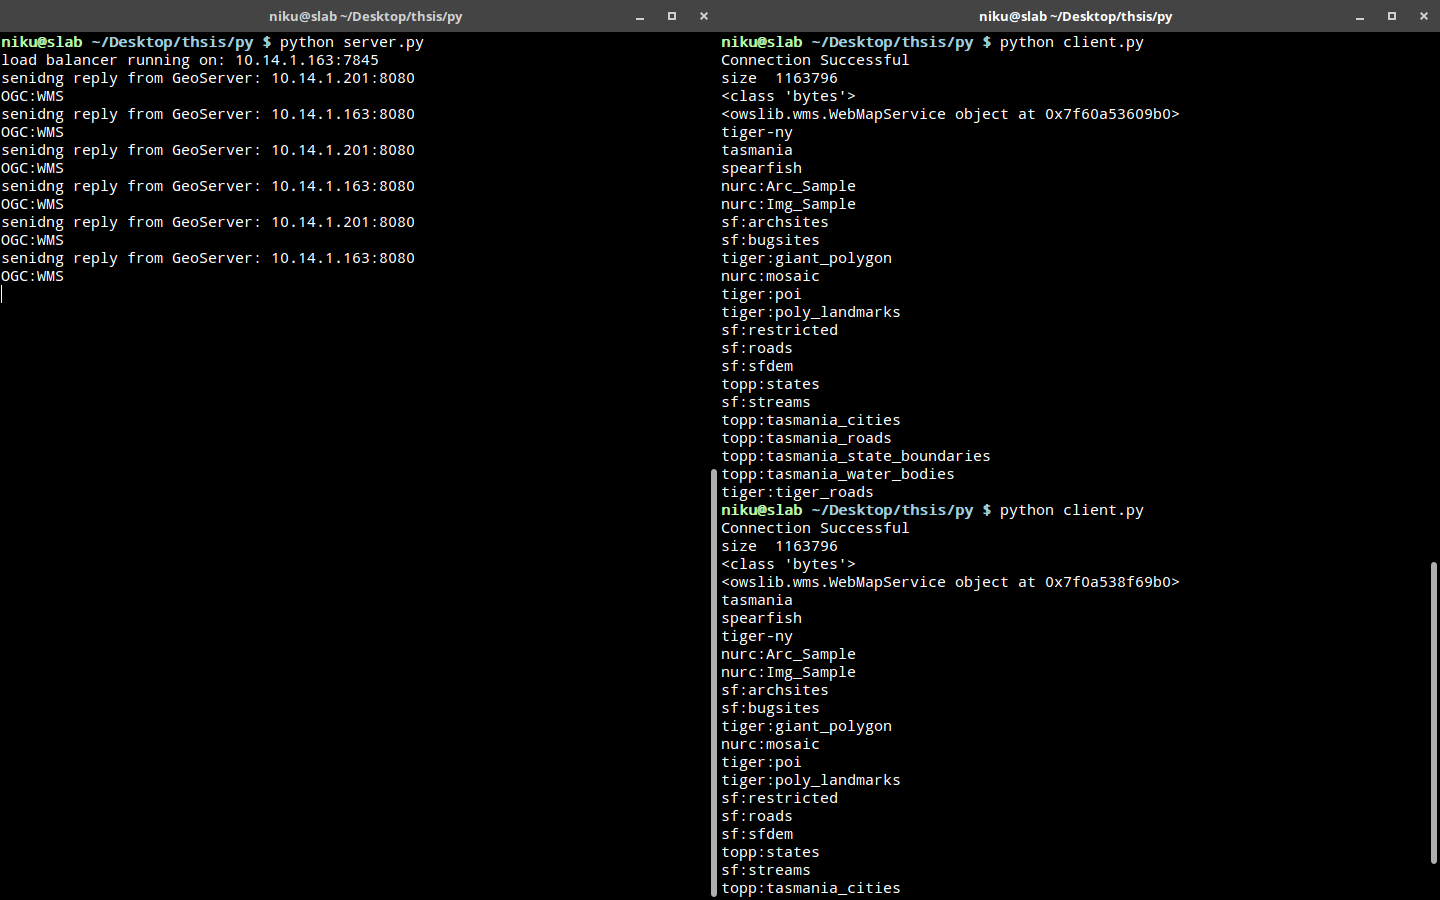 niku@slab ~/Desktop/thsis/py
niku@slab ~/Desktop/thsis/py $ python server.py
load balancer running on: 10.14.1.163:7845
senidng reply from GeoServer: 10.14.1.201:8080
OGC:WMS
senidng reply from GeoServer: 10.14.1.163:8080
OGC:WMS
senidng reply from GeoServer: 10.14.1.201:8080
OGC:WMS
senidng reply from GeoServer: 10.14.1.163:8080
OGC:WMS
senidng reply from GeoServer: 10.14.1.201:8080
OGC:WMS
senidng reply from GeoServer: 10.14.1.163:8080
OGC:WMS
niku@slab ~/Desktop/thsis/py
niku@slab ~/Desktop/thsis/py $ python client.py
Connection Successful
size  1163796
<class 'bytes'>
<owslib.wms.WebMapService object at 0x7f60a53609b0>
tiger-ny
tasmania
spearfish
nurc:Arc_Sample
nurc:Img_Sample
sf:archsites
sf:bugsites
tiger:giant_polygon
nurc:mosaic
tiger:poi
tiger:poly_landmarks
sf:restricted
sf:roads
sf:sfdem
topp:states
sf:streams
topp:tasmania_cities
topp:tasmania_roads
topp:tasmania_state_boundaries
topp:tasmania_water_bodies
tiger:tiger_roads
niku@slab ~/Desktop/thsis/py $ python client.py
Connection Successful
size  1163796
<class 'bytes'>
<owslib.wms.WebMapService object at 0x7f0a538f69b0>
tasmania
spearfish
tiger-ny
nurc:Arc_Sample
nurc:Img_Sample
sf:archsites
sf:bugsites
tiger:giant_polygon
nurc:mosaic
tiger:poi
tiger:poly_landmarks
sf:restricted
sf:roads
sf:sfdem
topp:states
sf:streams
topp:tasmania_cities